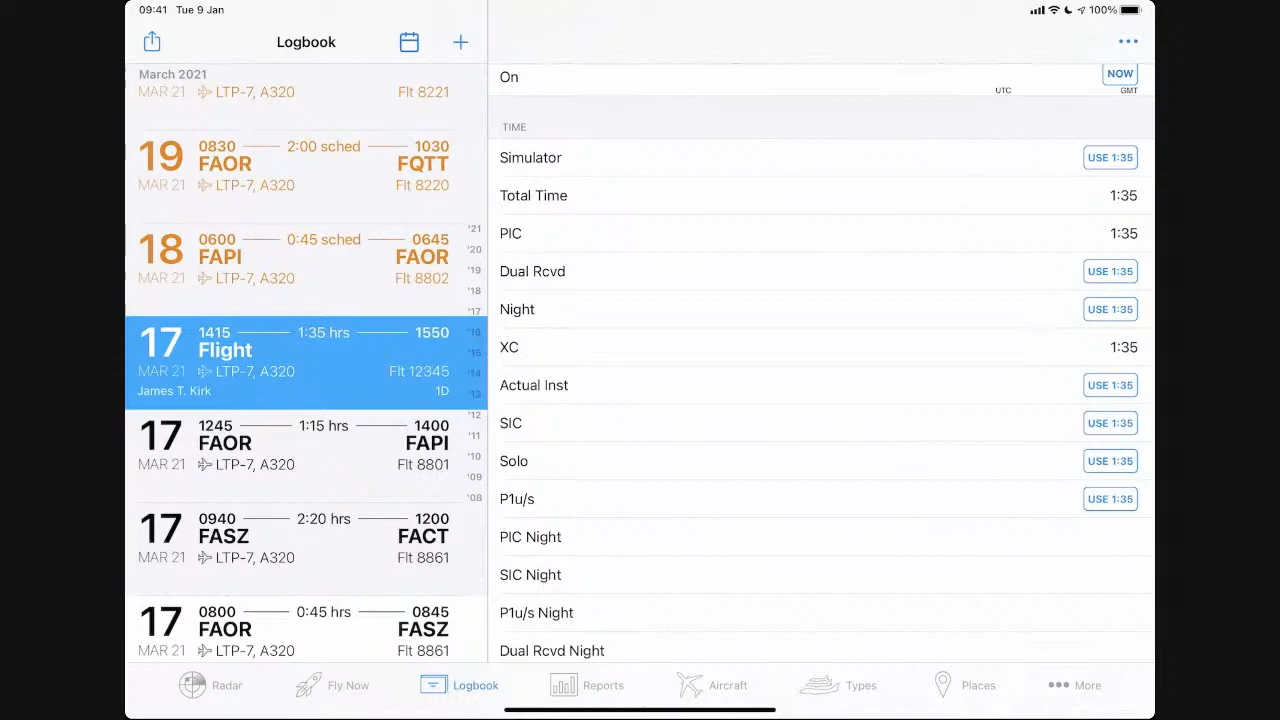 09:41 Tue 9 Jan
100%
Logbook
March 2021
MAR 21 LTP-7, A320 Flt 8221
19 0830 2:00 sched 1030
FAOR FQTT
MAR 21 LTP-7, A320 Flt 8220
18 0600 0:45 sched 0645
FAPI FAOR
MAR 21 LTP-7, A320 Flt 8802
17 1415 1:35 hrs 1550
Flight
MAR 21 LTP-7, A320 Flt 12345
James T. Kirk 1D
17 1245 1:15 hrs 1400
FAOR FAPI
MAR 21 LTP-7, A320 Flt 8801
17 0940 2:20 hrs 1200
FASZ FACT
MAR 21 LTP-7, A320 Flt 8861
17 0800 0:45 hrs 0845
FAOR FASZ
MAR 21 LTP-7, A320 Flt 8861
'21
'20
'19
'18
'17
'16
'15
'14
'13
'12
'11
'10
'09
'08
On NOW
UTC GMT
TIME
Simulator USE 1:35
Total Time 1:35
PIC 1:35
Dual Rcvd USE 1:35
Night USE 1:35
XC 1:35
Actual Inst USE 1:35
SIC USE 1:35
Solo USE 1:35
P1u/s USE 1:35
PIC Night
SIC Night
P1u/s Night
Dual Rcvd Night
Radar Fly Now Logbook Reports Aircraft Types Places More